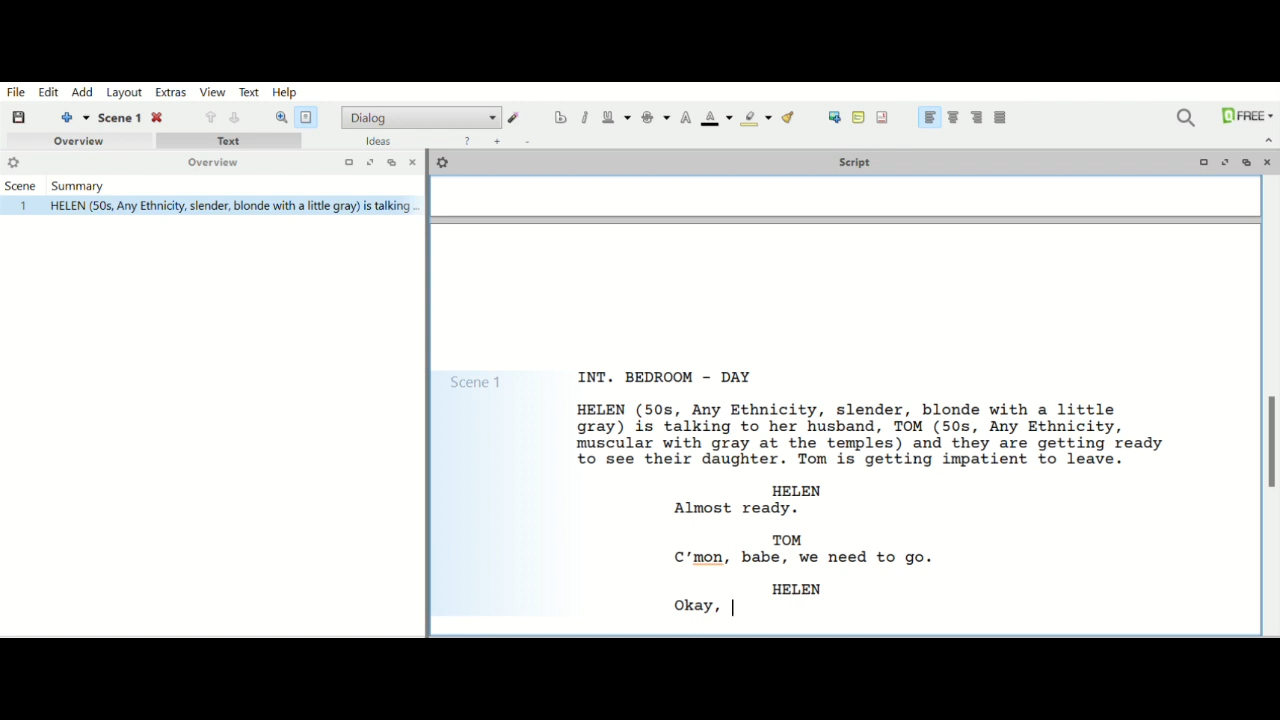 File Edit Add Layout Extras View Text Help
Scene 1 Dialog FREE
Overview Text Ideas ? + -
Overview Script
Scene Summary
1 HELEN (50s, Any Ethnicity, slender, blonde with a little gray) is talking ...
Scene 1
INT. BEDROOM - DAY
HELEN (50s, Any Ethnicity, slender, blonde with a little
gray) is talking to her husband, TOM (50s, Any Ethnicity,
muscular with gray at the temples) and they are getting ready
to see their daughter. Tom is getting impatient to leave.
HELEN
Almost ready.
TOM
C'mon, babe, we need to go.
HELEN
Okay,